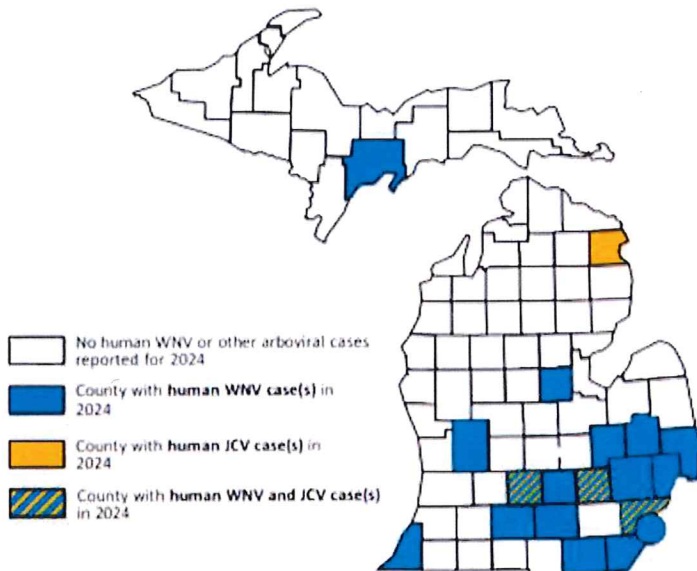 No human WNV or other arboviral cases
reported for 2024
County with human WNV case(s) in
2024
County with human JCV case(s) in
2024
County with human WNV and JCV case(s)
in 2024